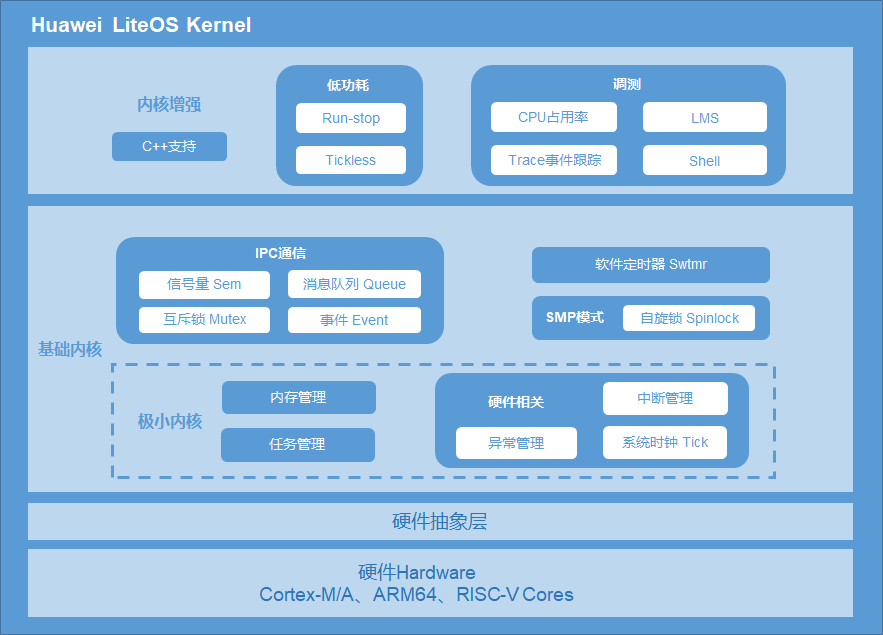 Huawei LiteOS Kernel
内核增强
C++支持
低功耗
Run-stop
Tickless
调测
CPU占用率
LMS
Trace事件跟踪
Shell
基础内核
IPC通信
信号量 Sem
消息队列 Queue
互斥锁 Mutex
事件 Event
软件定时器 Swtmr
SMP模式
自旋锁 Spinlock
极小内核
内存管理
任务管理
硬件相关
中断管理
异常管理
系统时钟 Tick
硬件抽象层
硬件Hardware
Cortex-M/A、ARM64、RISC-V Cores